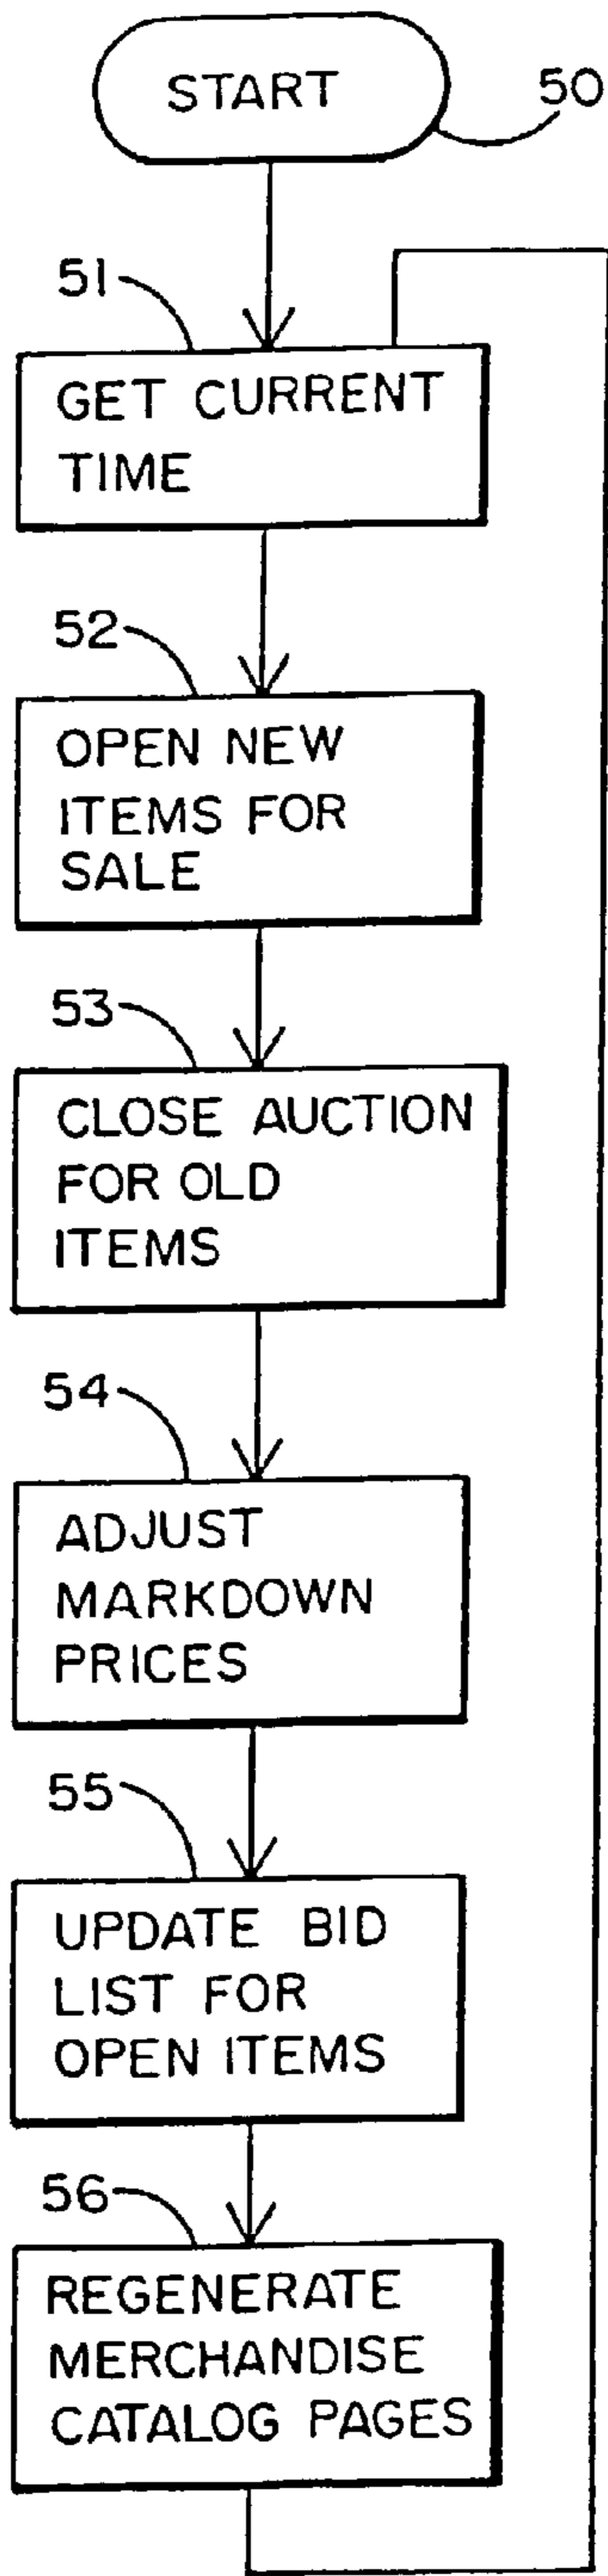 START
50
51
GET CURRENT
TIME
52
OPEN NEW
ITEMS FOR
SALE
53
CLOSE AUCTION
FOR OLD
ITEMS
54
ADJUST
MARKDOWN
PRICES
55
UPDATE BID
LIST FOR
OPEN ITEMS
56
REGENERATE
MERCHANDISE
CATALOG PAGES